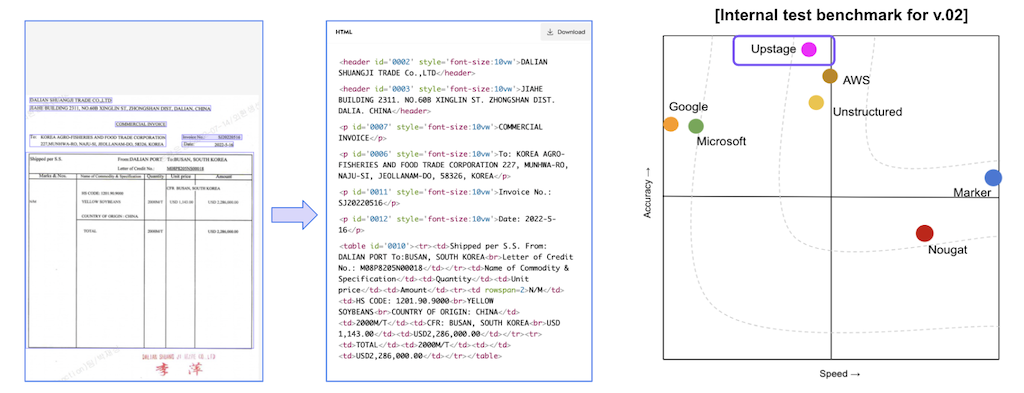 DALIAN SHUANGJI TRADE CO.,LTD
JIAHE BUILDING 2311, NO.60B XINGLIN ST, ZHONGSHAN DIST, DALIAN, CHINA
COMMERCIAL INVOICE
To: KOREA AGRO-FISHERIES AND FOOD TRADE CORPORATION
227, MUNHWA-RO, NAJU-SI, JEOLLANAM-DO, 58326, KOREA
Invoice No.: SJ20220516
Date: 2022-5-16
Shipped per S.S. From: DALIAN PORT To: BUSAN, SOUTH KOREA
Letter of Credit No.: M08P8205N00018
Marks & Nos. Name of Commodity & Specification Quantity Unit price Amount
CFR: BUSAN, SOUTH KOREA
HS CODE: 1201.90.9000
N/M YELLOW SOYBEANS 2000M/T USD 1,143.00 USD 2,286,000.00
COUNTRY OF ORIGIN: CHINA
TOTAL 2000M/T USD 2,286,000.00
李 萍
HTML
Download
<header id='0002' style='font-size:10vw'>DALIAN
SHUANGJI TRADE Co.,LTD</header>
<header id='0003' style='font-size:10vw'>JIAHE
BUILDING 2311. NO.60B XINGLIN ST. ZHONGSHAN DIST.
DALIA. CHINA</header>
<p id='0007' style='font-size:10vw'>COMMERCIAL
INVOICE</p>
<p id='0006' style='font-size:10vw'>To: KOREA AGRO-
FISHERIES AND FOOD TRADE CORPORATION 227, MUNHWA-RO,
NAJU-SI, JEOLLANAM-DO, 58326, KOREA</p>
<p id='0011' style='font-size:10vw'>Invoice No.:
SJ20220516</p>
<p id='0012' style='font-size:10vw'>Date: 2022-5-
16</p>
<table id='0010'><tr><td>Shipped per S.S. From:
DALIAN PORT To:BUSAN, SOUTH KOREA<br>Letter of Credit
No.: M08P8205N00018</td></tr><td>Name of Commodity &
Specification</td><td>Quantity</td><td>Unit
price</td><td>Amount</td><tr><td rowspan=2>N/M</td>
<td>HS CODE: 1201.90.9000<br>YELLOW
SOYBEANS<br>COUNTRY OF ORIGIN: CHINA</td>
<td>2000M/T</td><td>CFR: BUSAN, SOUTH KOREA<br>USD
1,143.00</td><td>USD2,286,000.00</td></tr><tr>
<td>TOTAL</td><td>2000M/T</td><td></td>
<td>USD2,286,000.00</td></tr></table>
[Internal test benchmark for v.02]
Upstage
AWS
Unstructured
Google
Microsoft
Marker
Nougat
Accuracy →
Speed →